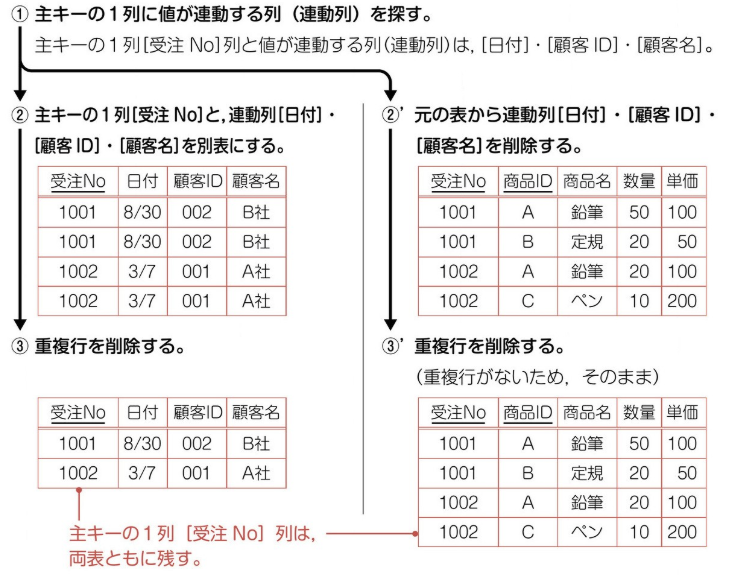 ① 主キーの1列に値が連動する列（連動列）を探す。
主キーの1列[受注 No]列と値が連動する列(連動列)は，[日付]・[顧客 ID]・[顧客名]。
② 主キーの1列[受注 No]と，連動列[日付]・
[顧客 ID]・[顧客名]を別表にする。
受注No 日付 顧客ID 顧客名
1001 8/30 002 B社
1001 8/30 002 B社
1002 3/7 001 A社
1002 3/7 001 A社
③ 重複行を削除する。
受注No 日付 顧客ID 顧客名
1001 8/30 002 B社
1002 3/7 001 A社
②’ 元の表から連動列[日付]・[顧客 ID]・
[顧客名]を削除する。
受注No 商品ID 商品名 数量 単価
1001 A 鉛筆 50 100
1001 B 定規 20 50
1002 A 鉛筆 20 100
1002 C ペン 10 200
③’ 重複行を削除する。
（重複行がないため，そのまま）
受注No 商品ID 商品名 数量 単価
1001 A 鉛筆 50 100
1001 B 定規 20 50
1002 A 鉛筆 20 100
1002 C ペン 10 200
主キーの1列［受注 No］列は，
両表ともに残す。